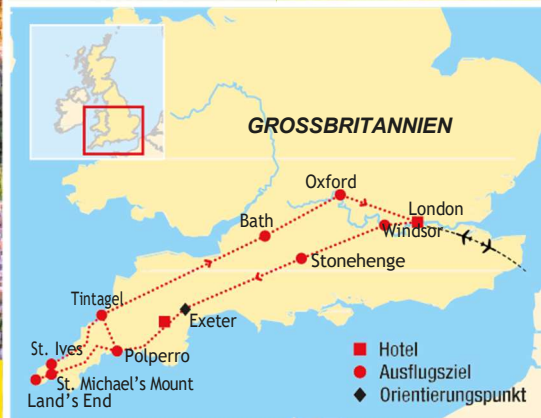 GROSSBRITANNIEN
Oxford
London
Bath
Windsor
Stonehenge
Tintagel
Exeter
St. Ives
Polperro
St. Michael's Mount
Land's End
Hotel
Ausflugsziel
Orientierungspunkt